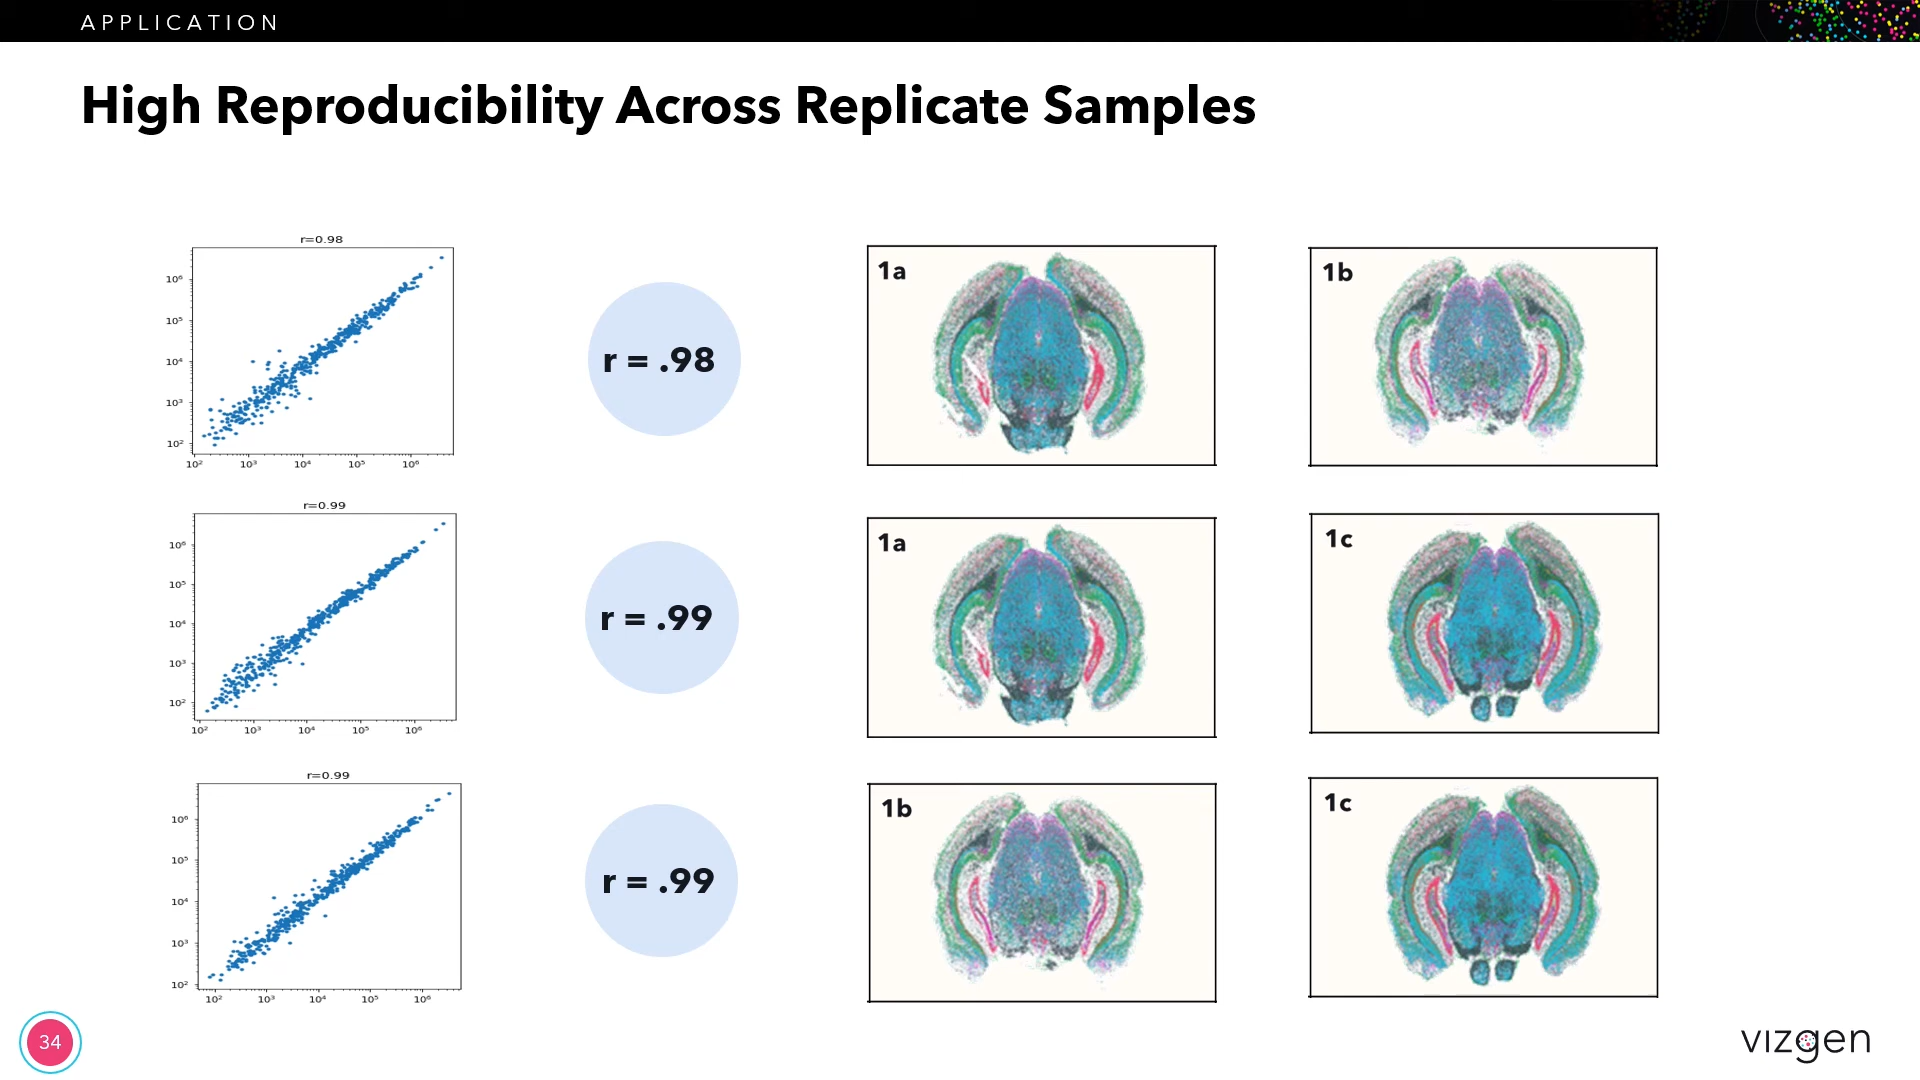 APPLICATION
High Reproducibility Across Replicate Samples
r=0.98
10⁶
10⁵
10⁴
10³
10²
10² 10³ 10⁴ 10⁵ 10⁶
r = .98
1a
1b
r=0.99
10⁶
10⁵
10⁴
10³
10²
10² 10³ 10⁴ 10⁵ 10⁶
r = .99
1a
1c
r=0.99
10⁶
10⁵
10⁴
10³
10²
10² 10³ 10⁴ 10⁵ 10⁶
r = .99
1b
1c
34
vizgen